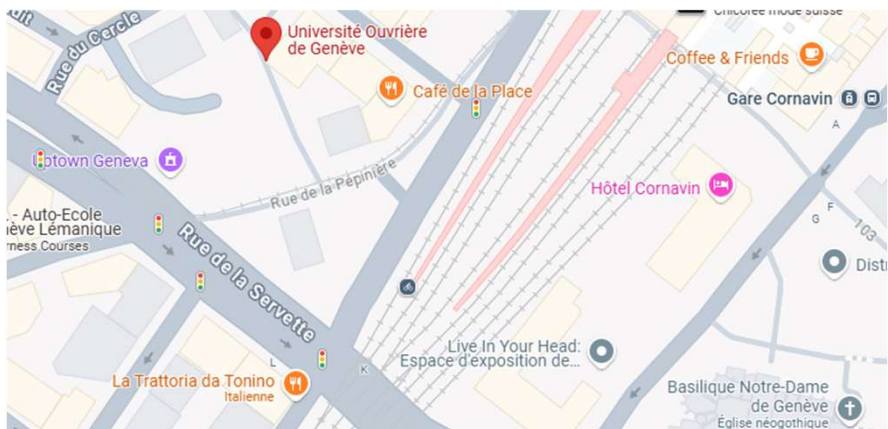 Chicorée mode suisse
Rue du Cercle
Université Ouvrière
de Genève
Coffee & Friends
Café de la Place
Gare Cornavin
A
Uptown Geneva
Rue de la Pépinière
Hôtel Cornavin
F
G
103
- Auto-Ecole
ève Lémanique
rness Courses
Rue de la Servette
Distr
Live In Your Head:
Espace d'exposition de...
L
K
La Trattoria da Tonino
Italienne
Basilique Notre-Dame
de Genève
Église néogothique